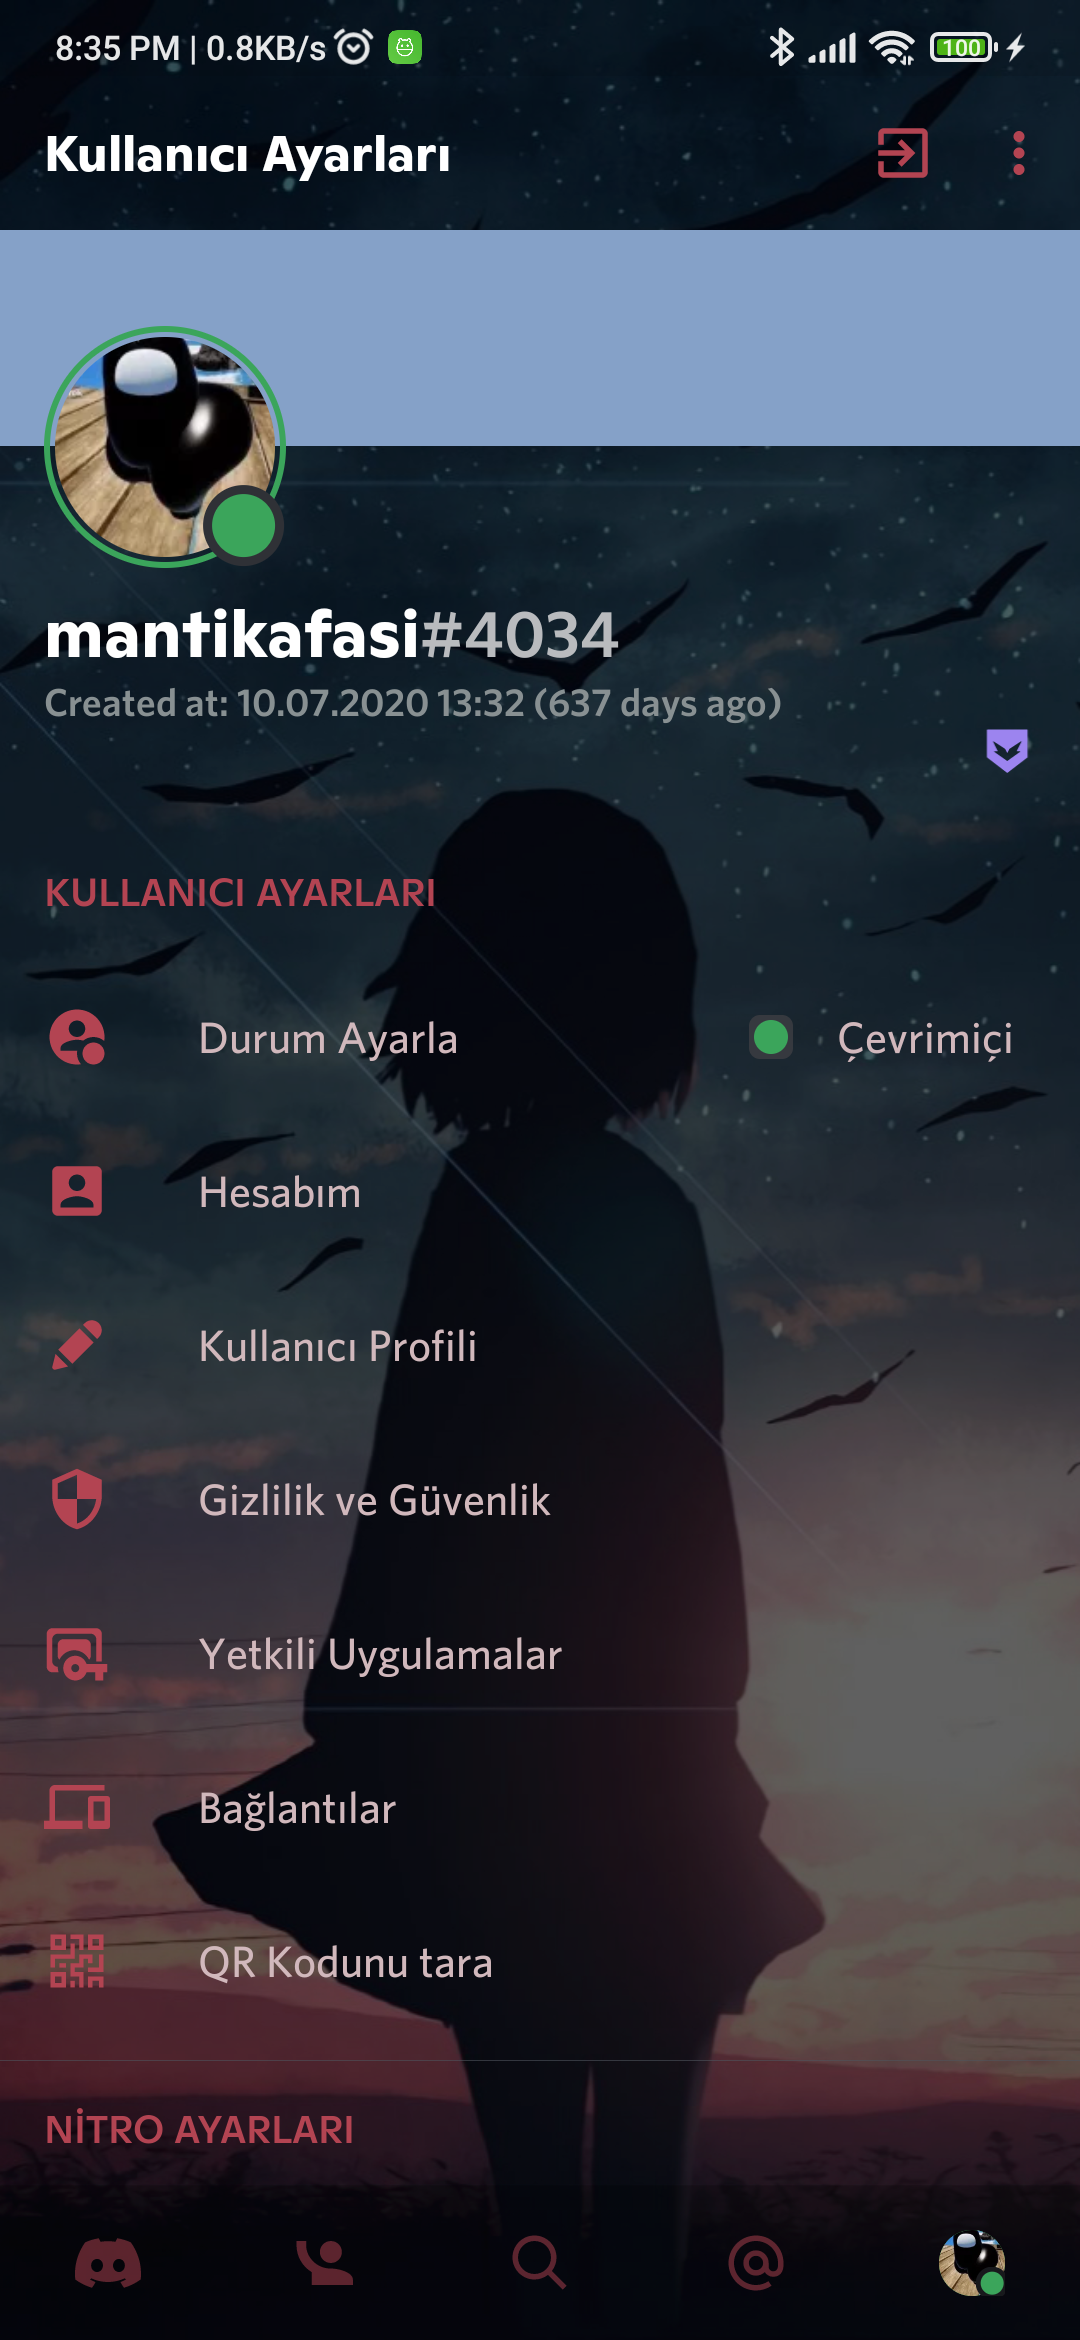 8:35 PM | 0.8KB/s
100
Kullanıcı Ayarları
mantikafasi#4034
Created at: 10.07.2020 13:32 (637 days ago)
KULLANICI AYARLARI
Durum Ayarla
Çevrimiçi
Hesabım
Kullanıcı Profili
Gizlilik ve Güvenlik
Yetkili Uygulamalar
Bağlantılar
QR Kodunu tara
NİTRO AYARLARI